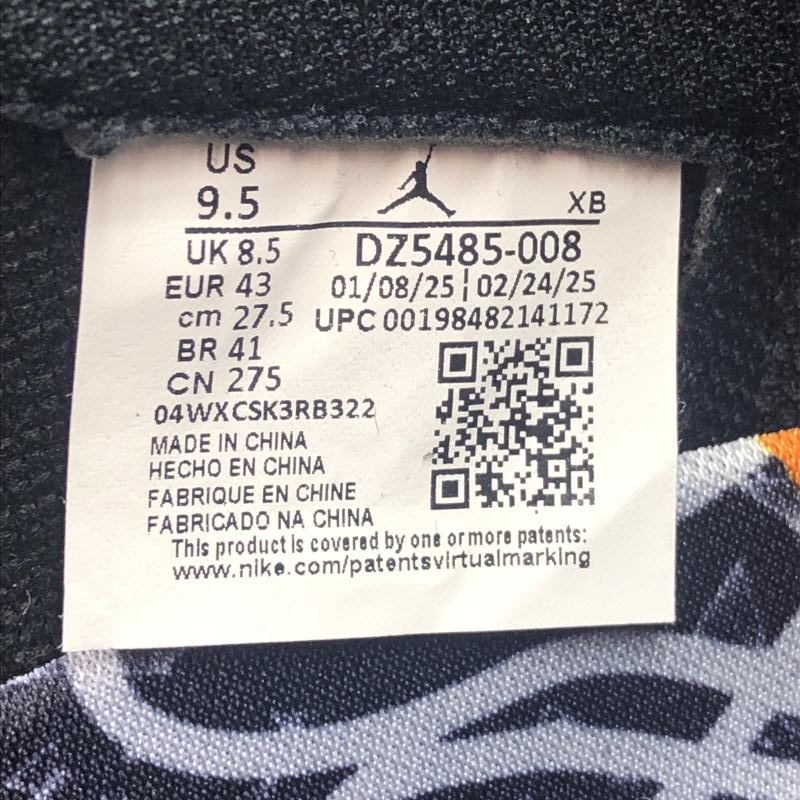 US
9.5
XB
UK 8.5
DZ5485-008
EUR 43
01/08/25 | 02/24/25
cm 27.5
UPC 00198482141172
BR 41
CN 275
04WXCSK3RB322
MADE IN CHINA
HECHO EN CHINA
FABRIQUE EN CHINE
FABRICADO NA CHINA
This product is covered by one or more patents:
www.nike.com/patentsvirtualmarking